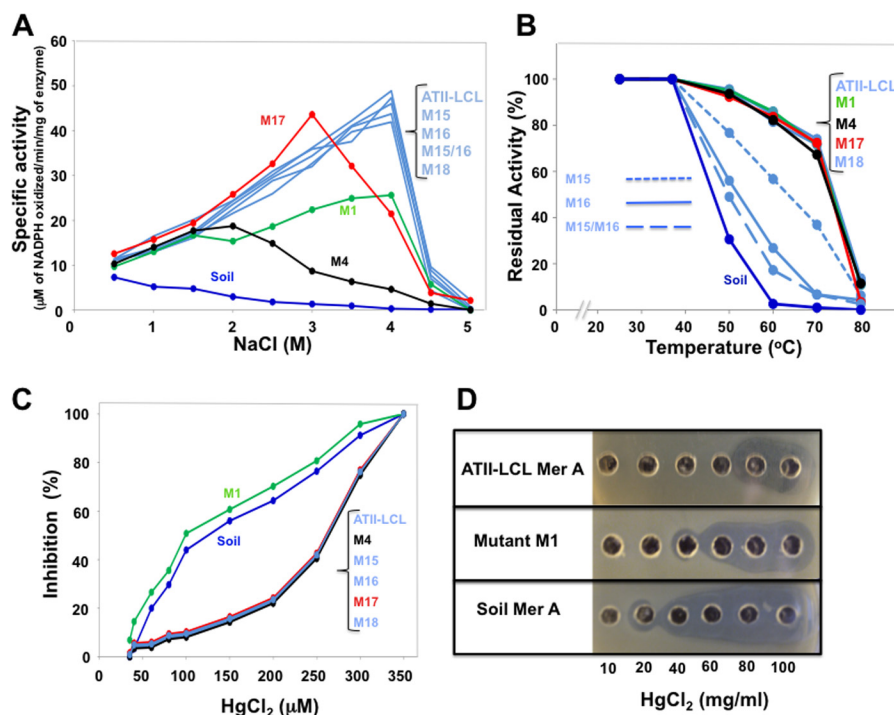 A
Specific activity
(μM of NADPH oxidized/min/mg of enzyme)
60
50
40
30
20
10
0
0
1
2
3
4
5
NaCl (M)
M17
M1
M4
Soil
ATII-LCL
M15
M16
M15/16
M18
B
Residual Activity (%)
100
80
60
40
20
0
0
20
30
40
50
60
70
80
Temperature (ºC)
M15
M16
M15/M16
Soil
ATII-LCL
M1
M4
M17
M18
C
Inhibition (%)
100
80
60
40
20
0
0
50
100
150
200
250
300
350
HgCl2 (μM)
M1
Soil
ATII-LCL
M4
M15
M16
M17
M18
D
ATII-LCL Mer A
Mutant M1
Soil Mer A
10 20 40 60 80 100
HgCl2 (mg/ml)